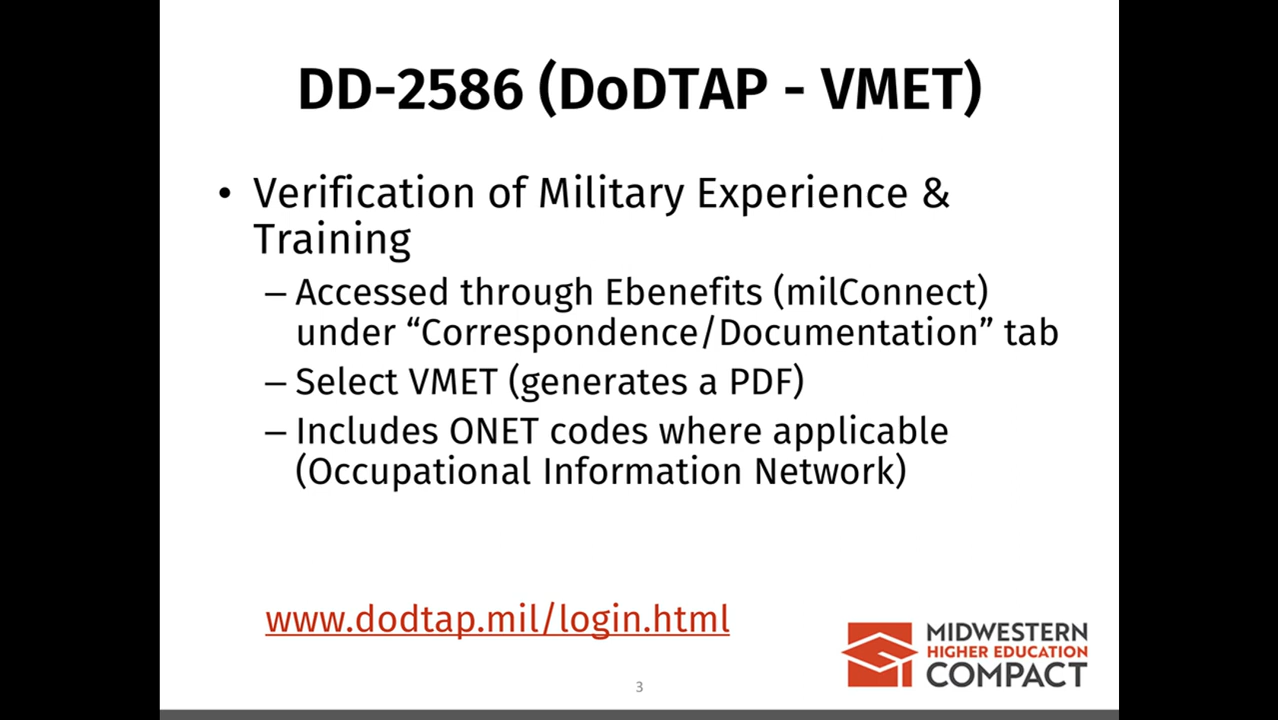 DD-2586 (DoDTAP - VMET)
• Verification of Military Experience &
Training
– Accessed through Ebenefits (milConnect)
under “Correspondence/Documentation” tab
– Select VMET (generates a PDF)
– Includes ONET codes where applicable
(Occupational Information Network)
www.dodtap.mil/login.html
MIDWESTERN
HIGHER EDUCATION
COMPACT
3